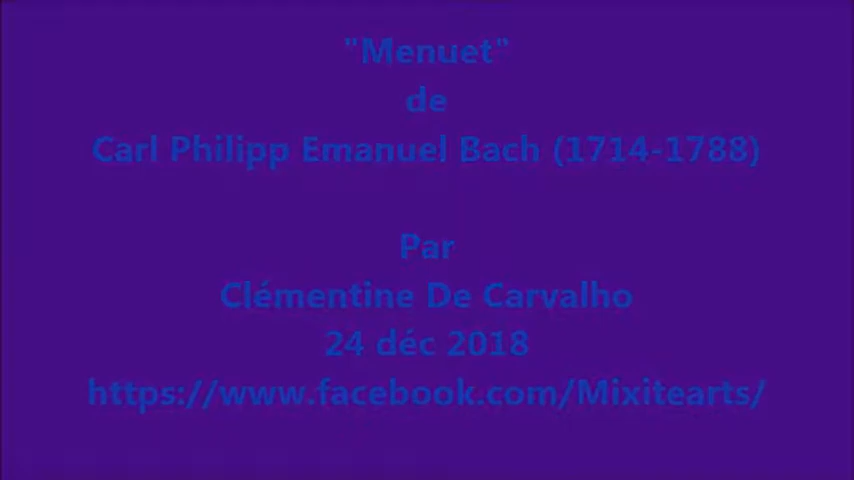 "Menuet"
de
Carl Philipp Emanuel Bach (1714-1788)
Par
Clémentine De Carvalho
24 déc 2018
https://www.facebook.com/Mixitearts/